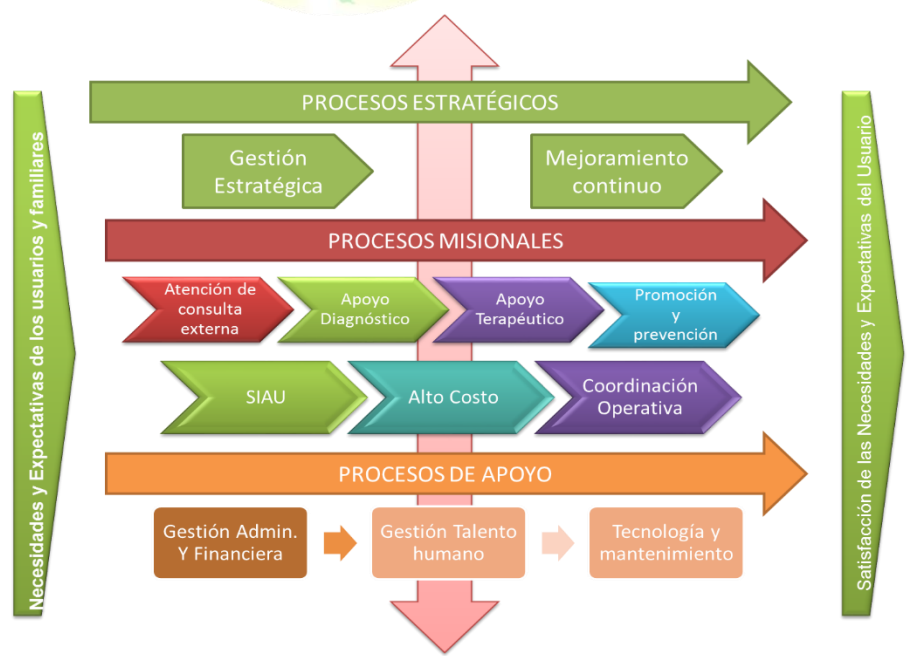 Necesidades y Expectativas de los usuarios y familiares
PROCESOS ESTRATÉGICOS
Gestión
Estratégica
Mejoramiento
continuo
PROCESOS MISIONALES
Atención de
consulta
externa
Apoyo
Diagnóstico
Apoyo
Terapéutico
Promoción
y
prevención
SIAU
Alto Costo
Coordinación
Operativa
PROCESOS DE APOYO
Gestión Admin.
Y Financiera
Gestión Talento
humano
Tecnología y
mantenimiento
Satisfacción de las Necesidades y Expectativas del Usuario